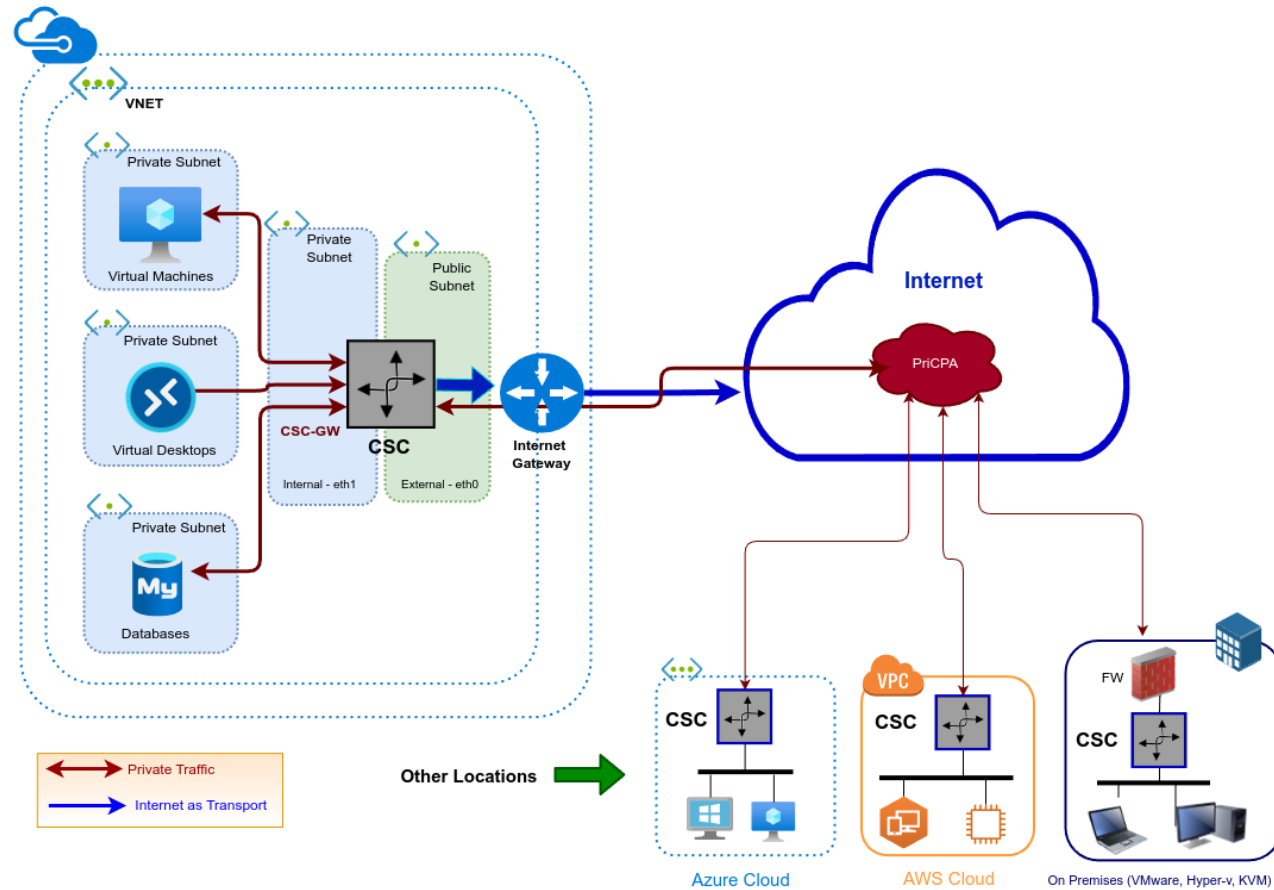 VNET
Private Subnet
Virtual Machines
Private
Subnet
Public
Subnet
Private Subnet
Virtual Desktops
CSC-GW
CSC
Internal - eth1
External - eth0
Internet
Gateway
Private Subnet
My
Databases
Internet
PriCPA
Private Traffic
Internet as Transport
Other Locations
CSC
Azure Cloud
VPC
CSC
AWS Cloud
FW
CSC
On Premises (VMware, Hyper-v, KVM)